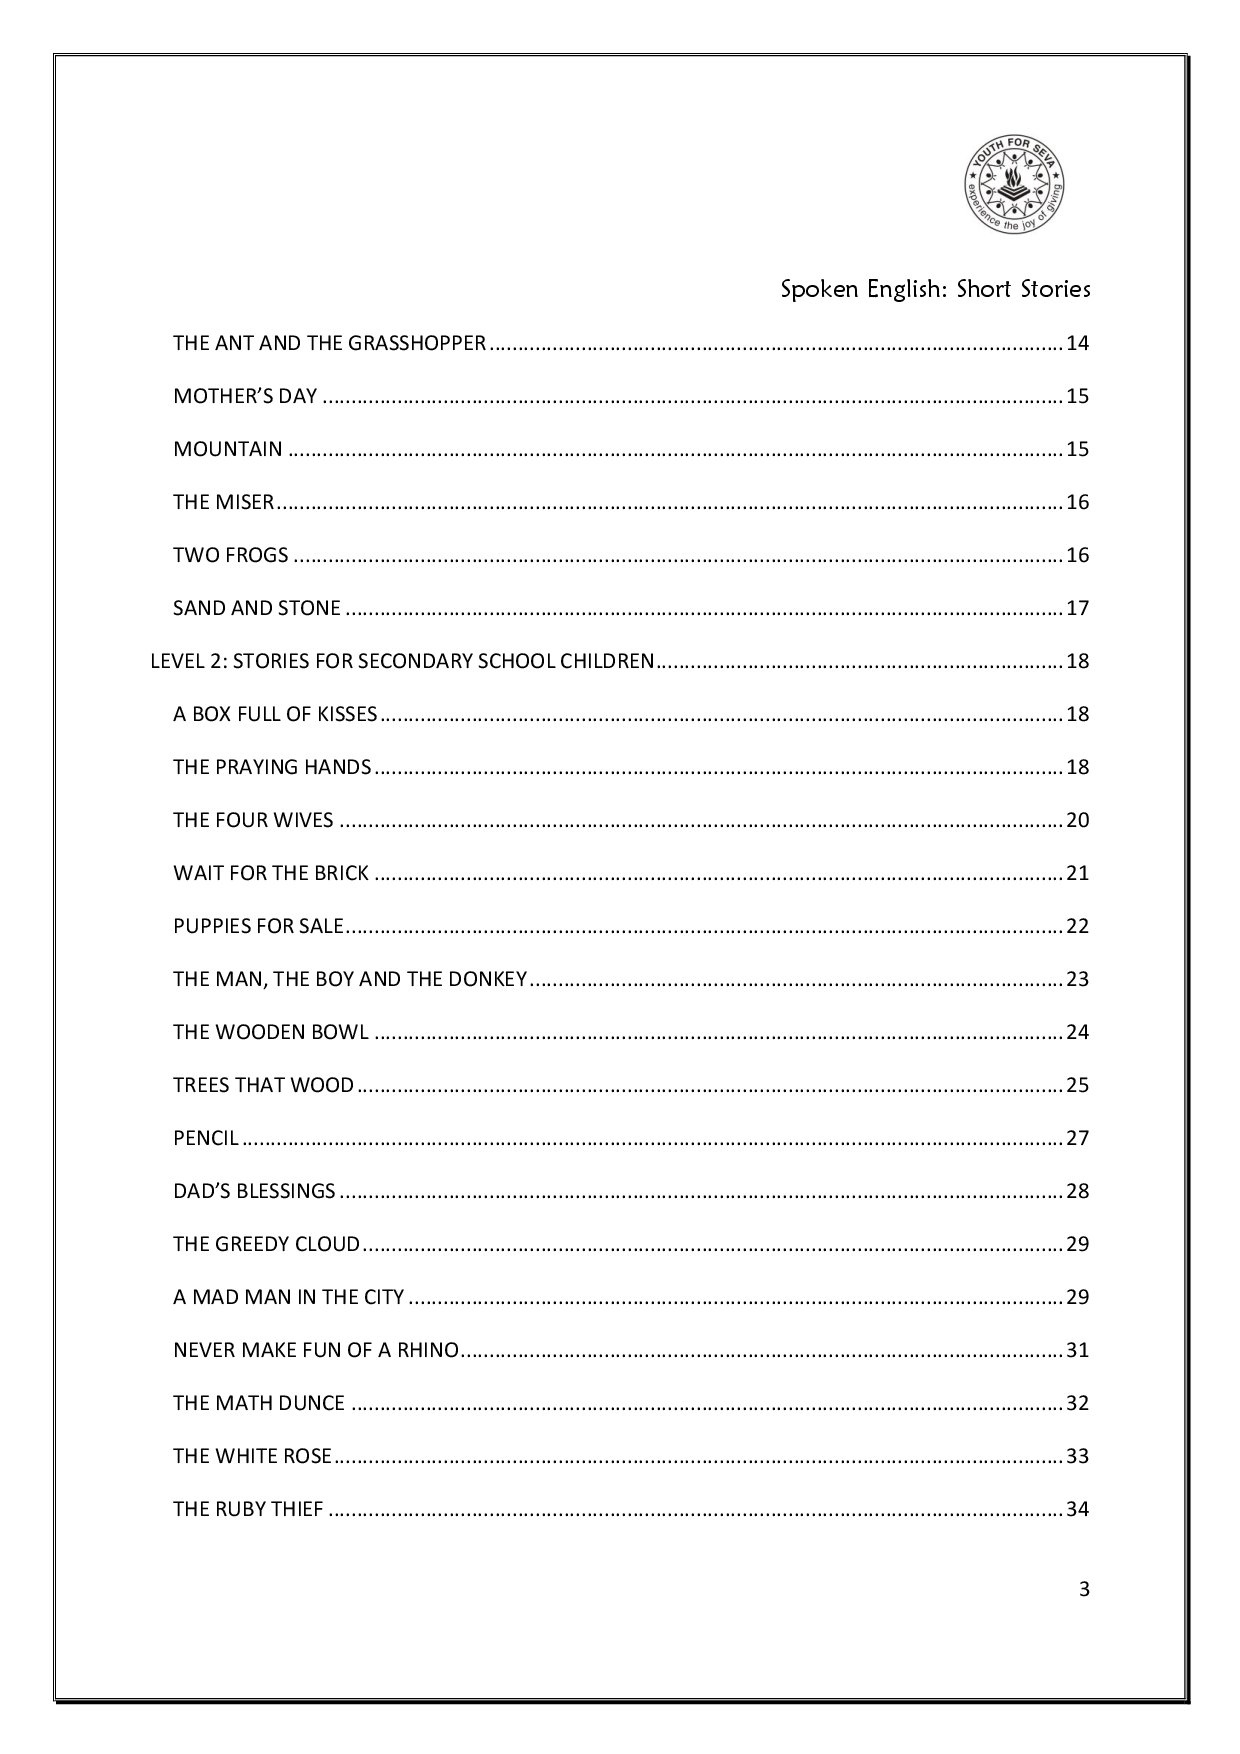 YOUTH FOR SEVA
experience the joy of giving
Spoken English: Short Stories
THE ANT AND THE GRASSHOPPER....................................................................................................14
MOTHER’S DAY ................................................................................................................................15
MOUNTAIN ......................................................................................................................................15
THE MISER........................................................................................................................................16
TWO FROGS .....................................................................................................................................16
SAND AND STONE ............................................................................................................................17
LEVEL 2: STORIES FOR SECONDARY SCHOOL CHILDREN.......................................................................18
A BOX FULL OF KISSES.......................................................................................................................18
THE PRAYING HANDS........................................................................................................................18
THE FOUR WIVES .............................................................................................................................20
WAIT FOR THE BRICK ........................................................................................................................21
PUPPIES FOR SALE.............................................................................................................................22
THE MAN, THE BOY AND THE DONKEY.............................................................................................23
THE WOODEN BOWL ........................................................................................................................24
TREES THAT WOOD...........................................................................................................................25
PENCIL ..............................................................................................................................................27
DAD’S BLESSINGS .............................................................................................................................28
THE GREEDY CLOUD..........................................................................................................................29
A MAD MAN IN THE CITY ..................................................................................................................29
NEVER MAKE FUN OF A RHINO.........................................................................................................31
THE MATH DUNCE ............................................................................................................................32
THE WHITE ROSE...............................................................................................................................33
THE RUBY THIEF ...............................................................................................................................34
3